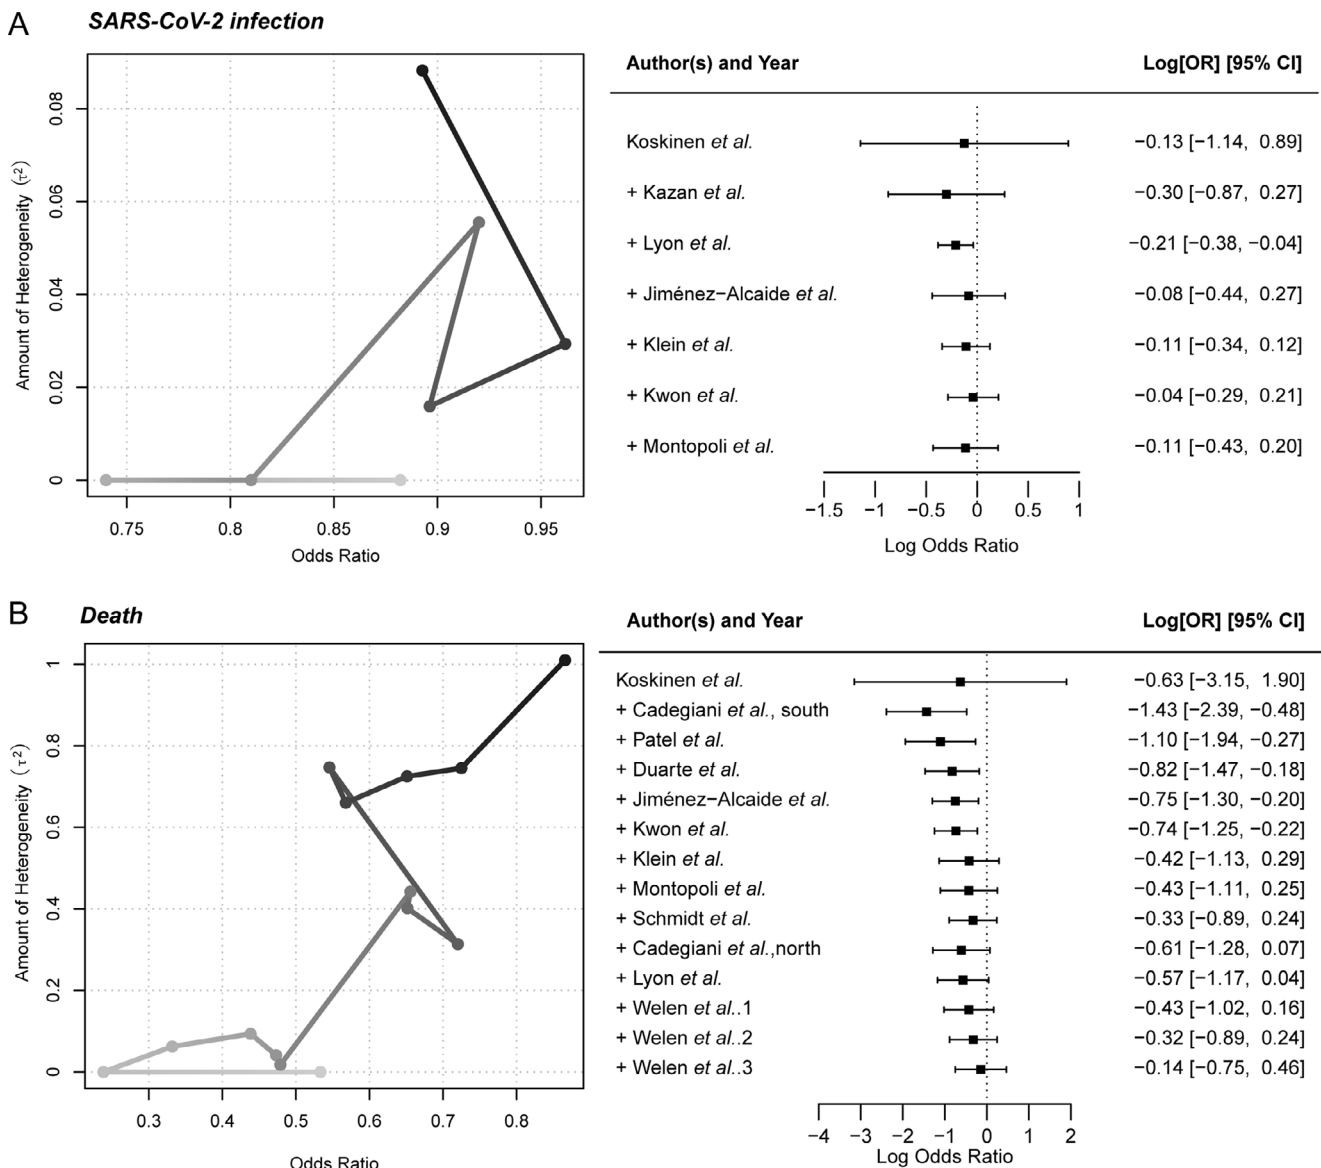 A
SARS-CoV-2 infection
Amount of Heterogeneity (τ²)
0.08
0.06
0.04
0.02
0
0.75 0.8 0.85 0.9 0.95
Odds Ratio
Author(s) and Year Log[OR] [95% CI]
Koskinen et al. −0.13 [−1.14, 0.89]
+ Kazan et al. −0.30 [−0.87, 0.27]
+ Lyon et al. −0.21 [−0.38, −0.04]
+ Jiménez−Alcaide et al. −0.08 [−0.44, 0.27]
+ Klein et al. −0.11 [−0.34, 0.12]
+ Kwon et al. −0.04 [−0.29, 0.21]
+ Montopoli et al. −0.11 [−0.43, 0.20]
−1.5 −1 −0.5 0 0.5 1
Log Odds Ratio
B
Death
Amount of Heterogeneity (τ²)
1
0.8
0.6
0.4
0.2
0
0.3 0.4 0.5 0.6 0.7 0.8
Odds Ratio
Author(s) and Year Log[OR] [95% CI]
Koskinen et al. −0.63 [−3.15, 1.90]
+ Cadegiani et al., south −1.43 [−2.39, −0.48]
+ Patel et al. −1.10 [−1.94, −0.27]
+ Duarte et al. −0.82 [−1.47, −0.18]
+ Jiménez−Alcaide et al. −0.75 [−1.30, −0.20]
+ Kwon et al. −0.74 [−1.25, −0.22]
+ Klein et al. −0.42 [−1.13, 0.29]
+ Montopoli et al. −0.43 [−1.11, 0.25]
+ Schmidt et al. −0.33 [−0.89, 0.24]
+ Cadegiani et al.,north −0.61 [−1.28, 0.07]
+ Lyon et al. −0.57 [−1.17, 0.04]
+ Welen et al..1 −0.43 [−1.02, 0.16]
+ Welen et al..2 −0.32 [−0.89, 0.24]
+ Welen et al..3 −0.14 [−0.75, 0.46]
−4 −3 −2 −1 0 1 2
Log Odds Ratio